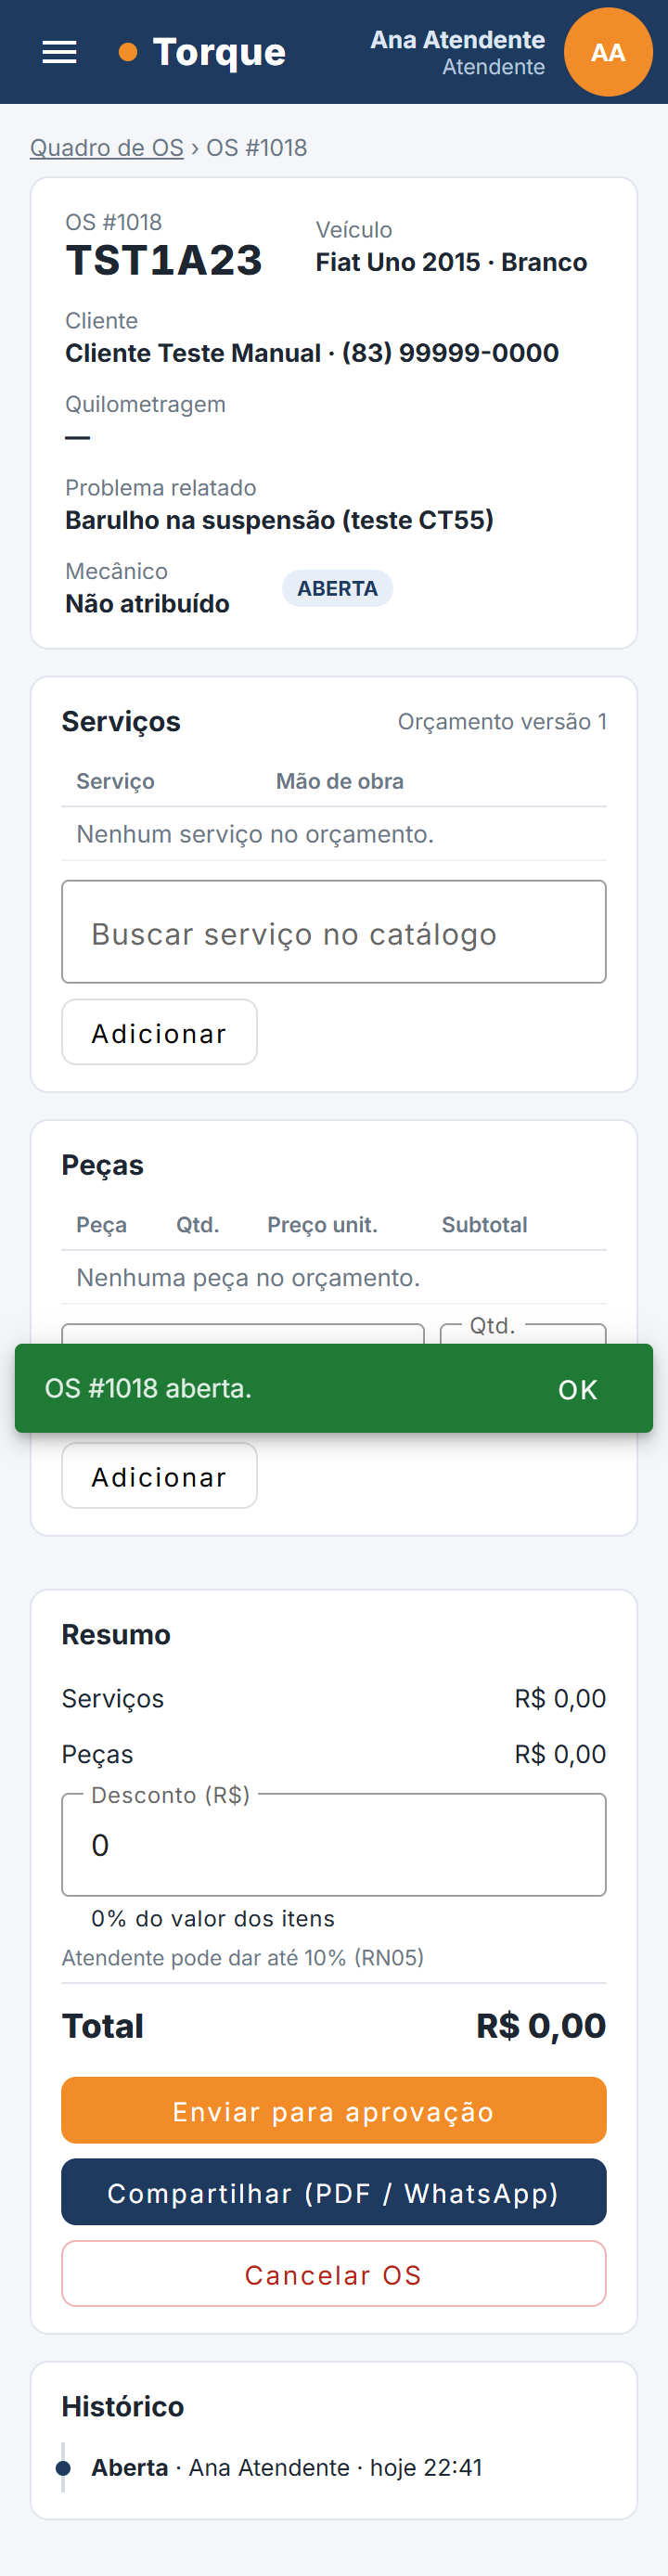 Torque
Ana Atendente
Atendente
AA
Quadro de OS › OS #1018
OS #1018
TST1A23
Veículo
Fiat Uno 2015 · Branco
Cliente
Cliente Teste Manual · (83) 99999-0000
Quilometragem
—
Problema relatado
Barulho na suspensão (teste CT55)
Mecânico
Não atribuído
ABERTA
Serviços
Orçamento versão 1
Serviço Mão de obra
Nenhum serviço no orçamento.
Buscar serviço no catálogo
Adicionar
Peças
Peça Qtd. Preço unit. Subtotal
Nenhuma peça no orçamento.
Qtd.
OS #1018 aberta. OK
Adicionar
Resumo
Serviços R$ 0,00
Peças R$ 0,00
Desconto (R$)
0
0% do valor dos itens
Atendente pode dar até 10% (RN05)
Total R$ 0,00
Enviar para aprovação
Compartilhar (PDF / WhatsApp)
Cancelar OS
Histórico
Aberta · Ana Atendente · hoje 22:41